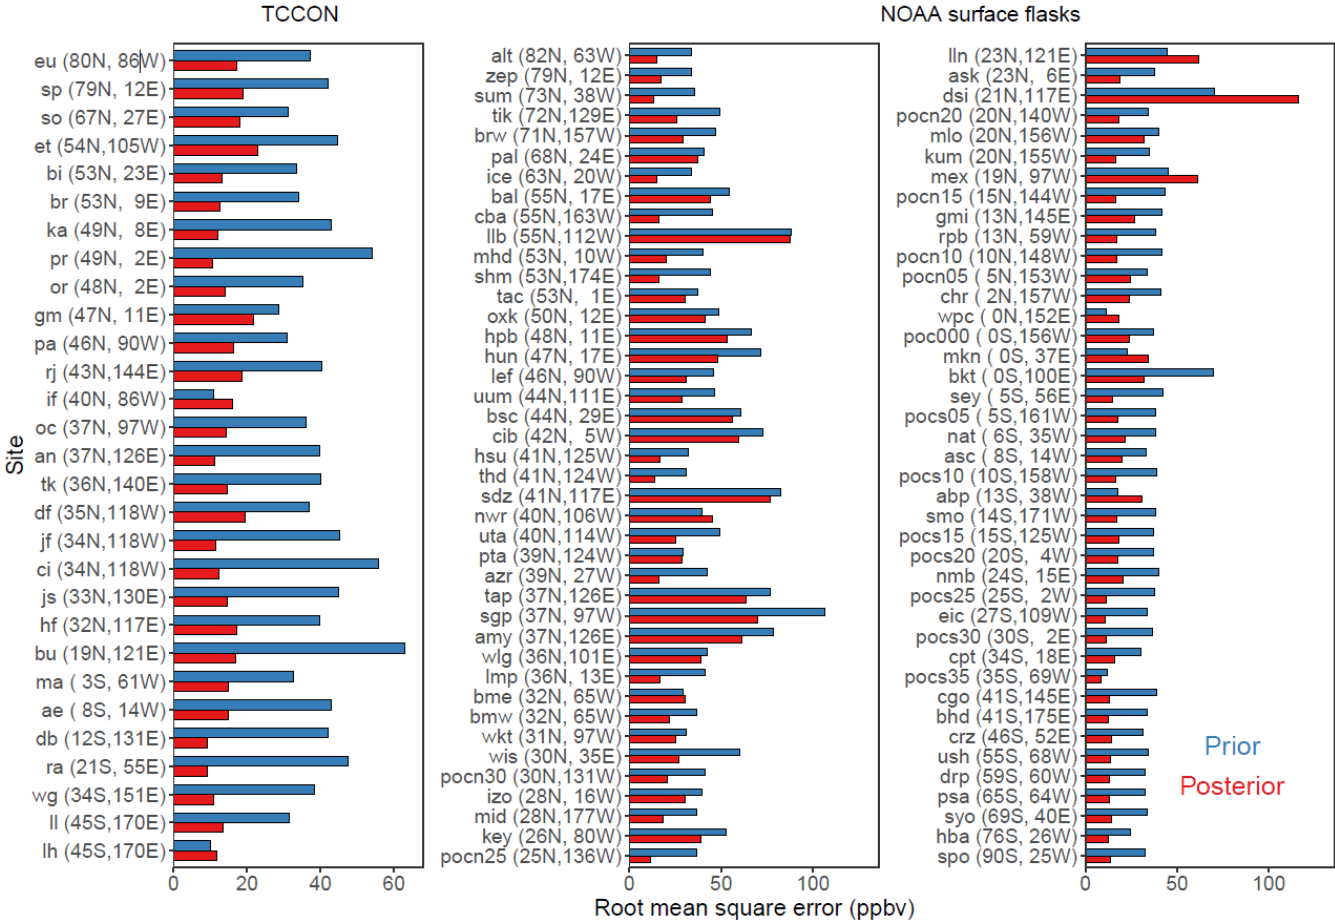 TCCON
NOAA surface flasks
Site
eu (80N, 86W)
sp (79N, 12E)
so (67N, 27E)
et (54N,105W)
bi (53N, 23E)
br (53N, 9E)
ka (49N, 8E)
pr (49N, 2E)
or (48N, 2E)
gm (47N, 11E)
pa (46N, 90W)
rj (43N,144E)
if (40N, 86W)
oc (37N, 97W)
an (37N,126E)
tk (36N,140E)
df (35N,118W)
jf (34N,118W)
ci (34N,118W)
js (33N,130E)
hf (32N,117E)
bu (19N,121E)
ma ( 3S, 61W)
ae ( 8S, 14W)
db (12S,131E)
ra (21S, 55E)
wg (34S,151E)
ll (45S,170E)
lh (45S,170E)
0 20 40 60
alt (82N, 63W)
zep (79N, 12E)
sum (73N, 38W)
tik (72N,129E)
brw (71N,157W)
pal (68N, 24E)
ice (63N, 20W)
bal (55N, 17E)
cba (55N,163W)
llb (55N,112W)
mhd (53N, 10W)
shm (53N,174E)
tac (53N, 1E)
oxk (50N, 12E)
hpb (48N, 11E)
hun (47N, 17E)
lef (46N, 90W)
uum (44N,111E)
bsc (44N, 29E)
cib (42N, 5W)
hsu (41N,125W)
thd (41N,124W)
sdz (41N,117E)
nwr (40N,106W)
uta (40N,114W)
pta (39N,124W)
azr (39N, 27W)
tap (37N,126E)
sgp (37N, 97W)
amy (37N,126E)
wlg (36N,101E)
lmp (36N, 13E)
bme (32N, 65W)
bmw (32N, 65W)
wkt (31N, 97W)
wis (30N, 35E)
pocn30 (30N,131W)
izo (28N, 16W)
mid (28N,177W)
key (26N, 80W)
pocn25 (25N,136W)
0 50 100
lln (23N,121E)
ask (23N, 6E)
dsi (21N,117E)
pocn20 (20N,140W)
mlo (20N,156W)
kum (20N,155W)
mex (19N, 97W)
pocn15 (15N,144W)
gmi (13N,145E)
rpb (13N, 59W)
pocn10 (10N,148W)
pocn05 ( 5N,153W)
chr ( 2N,157W)
wpc ( 0N,152E)
poc000 ( 0S,156W)
mkn ( 0S, 37E)
bkt ( 0S,100E)
sey ( 5S, 56E)
pocs05 ( 5S,161W)
nat ( 6S, 35W)
asc ( 8S, 14W)
pocs10 (10S,158W)
abp (13S, 38W)
smo (14S,171W)
pocs15 (15S,125W)
pocs20 (20S, 4W)
nmb (24S, 15E)
pocs25 (25S, 2W)
eic (27S,109W)
pocs30 (30S, 2E)
cpt (34S, 18E)
pocs35 (35S, 69W)
cgo (41S,145E)
bhd (41S,175E)
crz (46S, 52E)
ush (55S, 68W)
drp (59S, 60W)
psa (65S, 64W)
syo (69S, 40E)
hba (76S, 26W)
spo (90S, 25W)
0 50 100
Prior
Posterior
Root mean square error (ppbv)